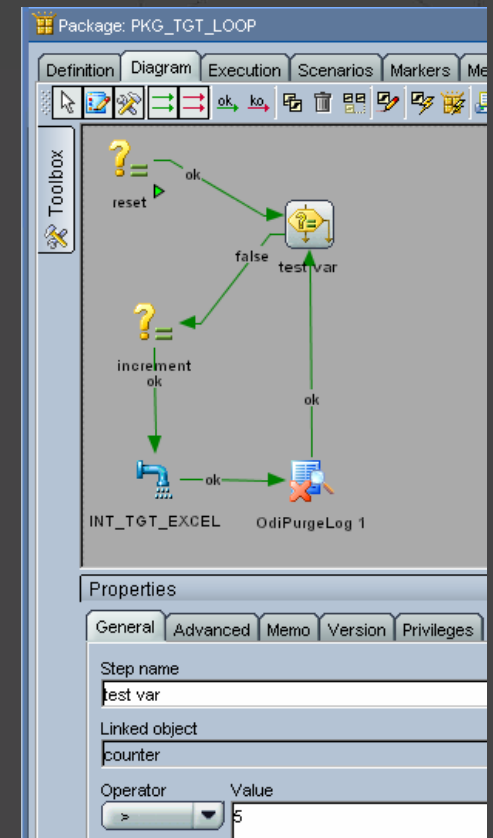 Package: PKG_TGT_LOOP
Definition Diagram Execution Scenarios Markers Me
ok ko
Toolbox
reset
ok
test var
false
increment
ok
ok
INT_TGT_EXCEL
ok
OdiPurgeLog 1
Properties
General Advanced Memo Version Privileges
Step name
test var
Linked object
counter
Operator Value
> 5